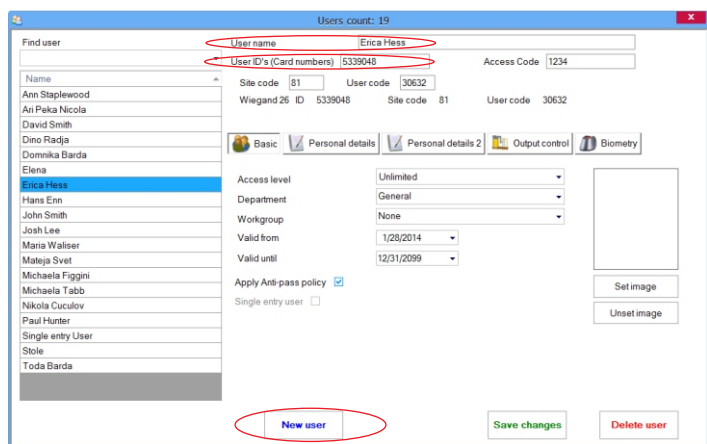 Users count: 19
x
Find user
User name Erica Hess
User ID's (Card numbers) 5339048 Access Code 1234
Site code 81 User code 30632
Wiegand 26 ID 5339048 Site code 81 User code 30632
Name
Ann Staplewood
Ari Peka Nicola
David Smith
Dino Radja
Domnika Barda
Elena
Erica Hess
Hans Enn
John Smith
Josh Lee
Maria Waliser
Mateja Svet
Michaela Figgini
Michaela Tabb
Nikola Cuculov
Paul Hunter
Single entry User
Stole
Toda Barda
Basic Personal details Personal details 2 Output control Biometry
Access level Unlimited
Department General
Workgroup None
Valid from 1/28/2014
Valid until 12/31/2099
Apply Anti-pass policy
Single entry user
Set image
Unset image
New user Save changes Delete user